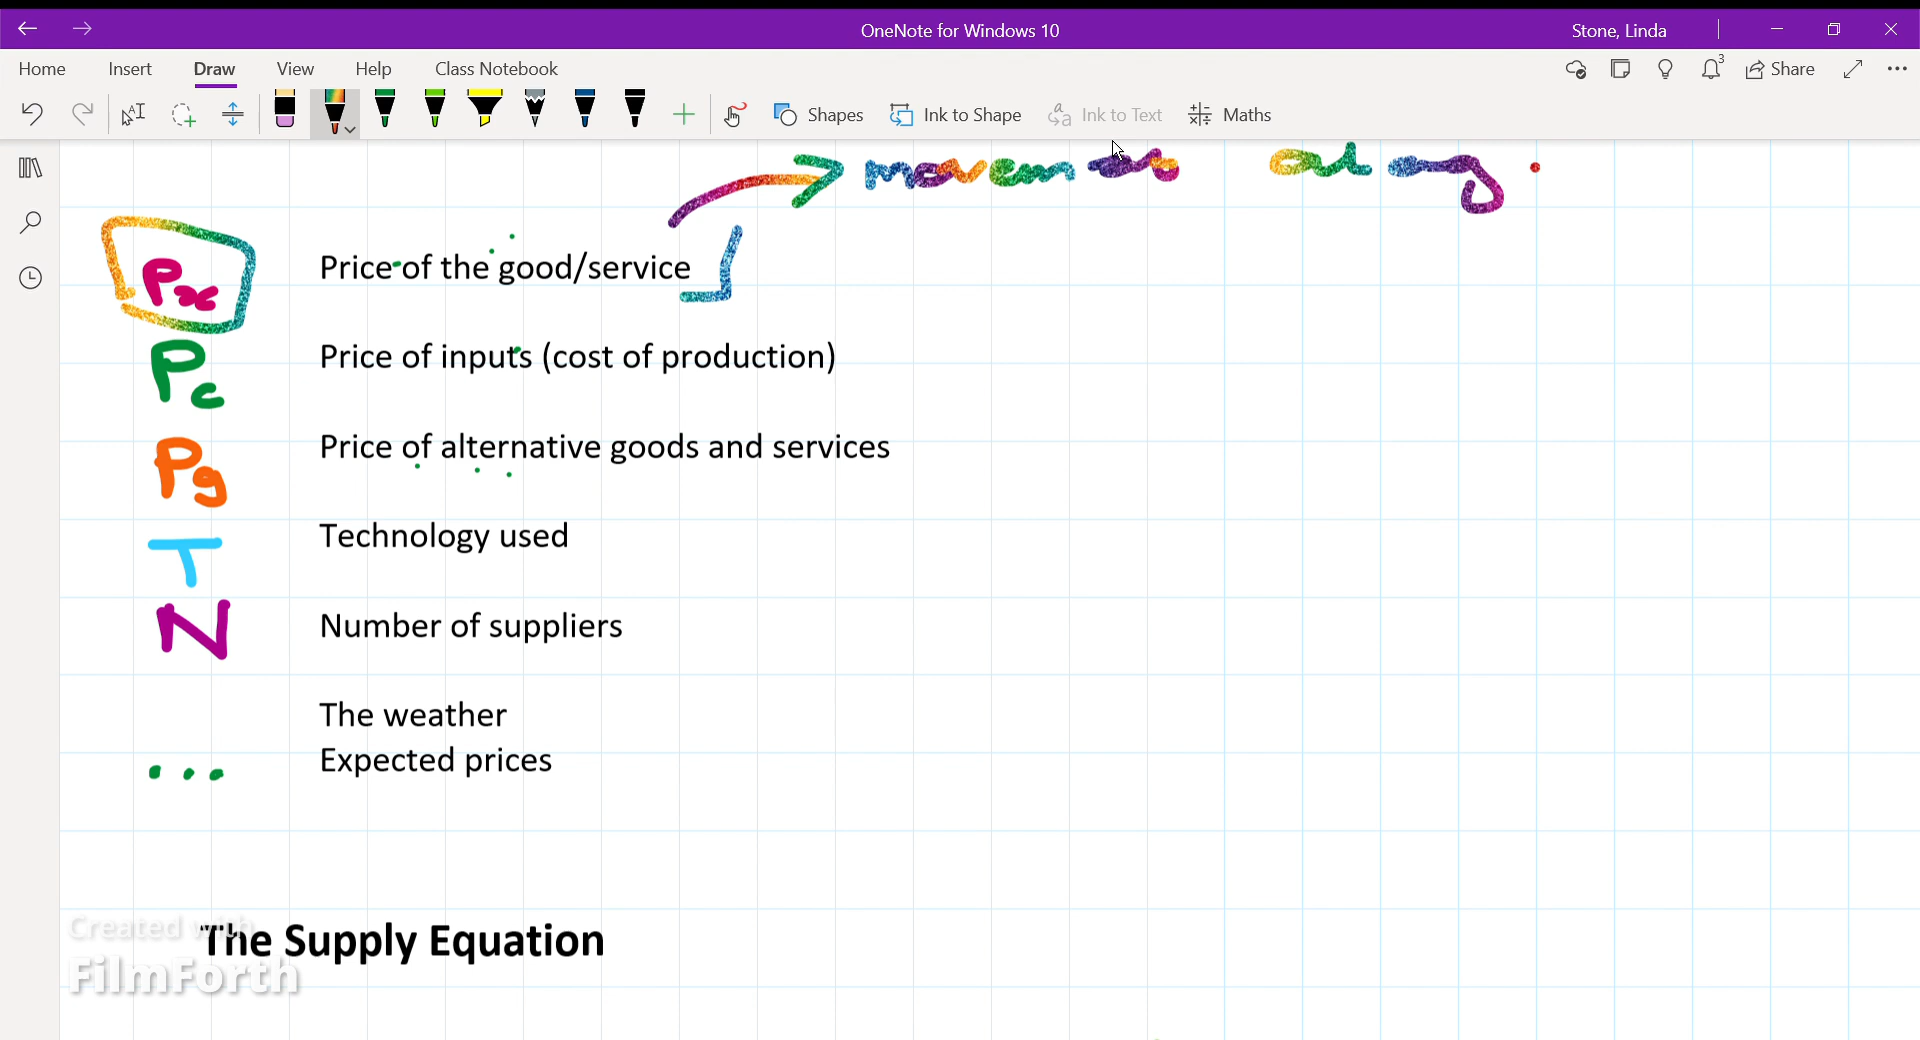 OneNote for Windows 10
Stone, Linda
Home Insert Draw View Help Class Notebook
3 Share
Shapes Ink to Shape Ink to Text Maths
movements along
Px Price of the good/service
Pc Price of inputs (cost of production)
Pg Price of alternative goods and services
T Technology used
N Number of suppliers
The weather
... Expected prices
The Supply Equation
Created with
FilmForth